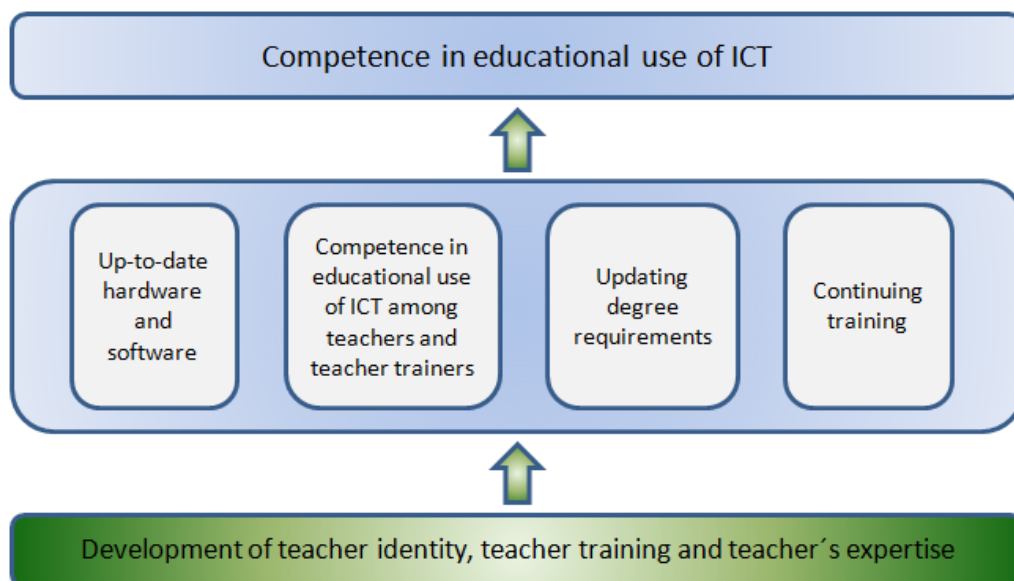 Competence in educational use of ICT
Up-to-date
hardware
and
software
Competence in
educational use
of ICT among
teachers and
teacher trainers
Updating
degree
requirements
Continuing
training
Development of teacher identity, teacher training and teacher´s expertise